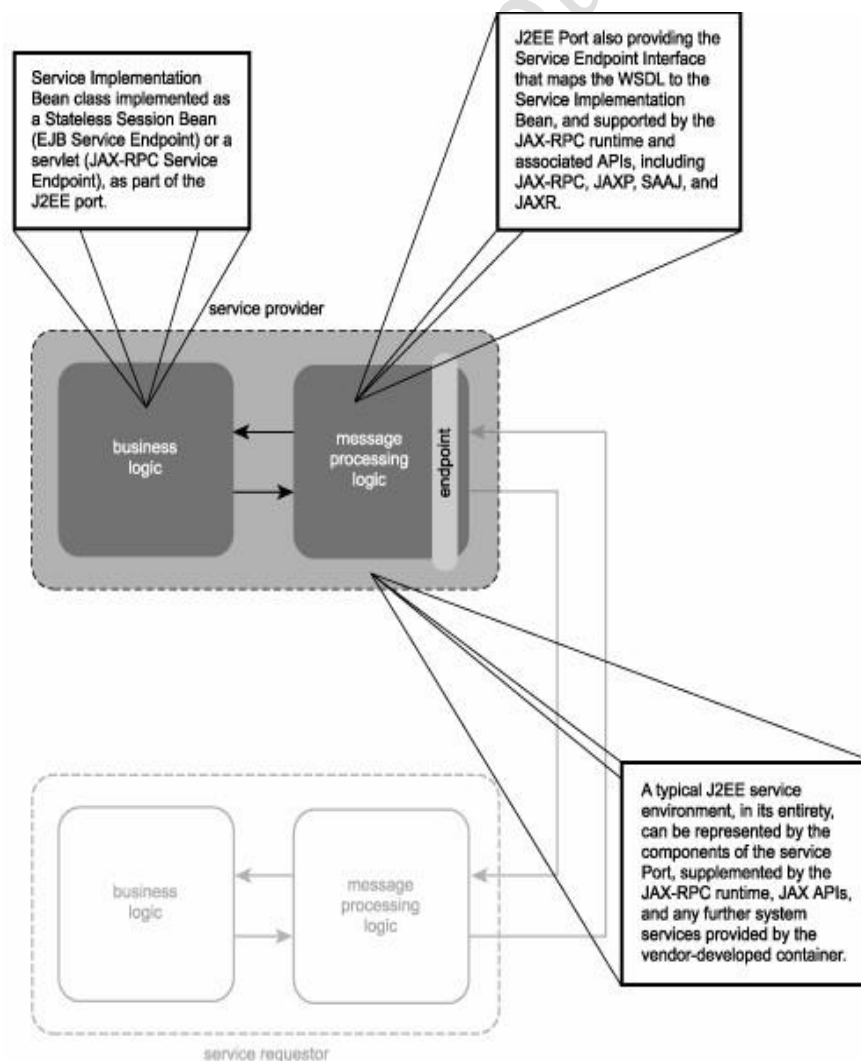 Service Implementation
Bean class implemented as
a Stateless Session Bean
(EJB Service Endpoint) or a
servlet (JAX-RPC Service
Endpoint), as part of the
J2EE port.
J2EE Port also providing the
Service Endpoint Interface
that maps the WSDL to the
Service Implementation
Bean, and supported by the
JAX-RPC runtime and
associated APIs, including
JAX-RPC, JAXP, SAAJ, and
JAXR.
service provider
business
logic
message
processing
logic
endpoint
A typical J2EE service
environment, in its entirety,
can be represented by the
components of the service
Port, supplemented by the
JAX-RPC runtime, JAX APIs,
and any further system
services provided by the
vendor-developed container.
business
logic
message
processing
logic
service requestor